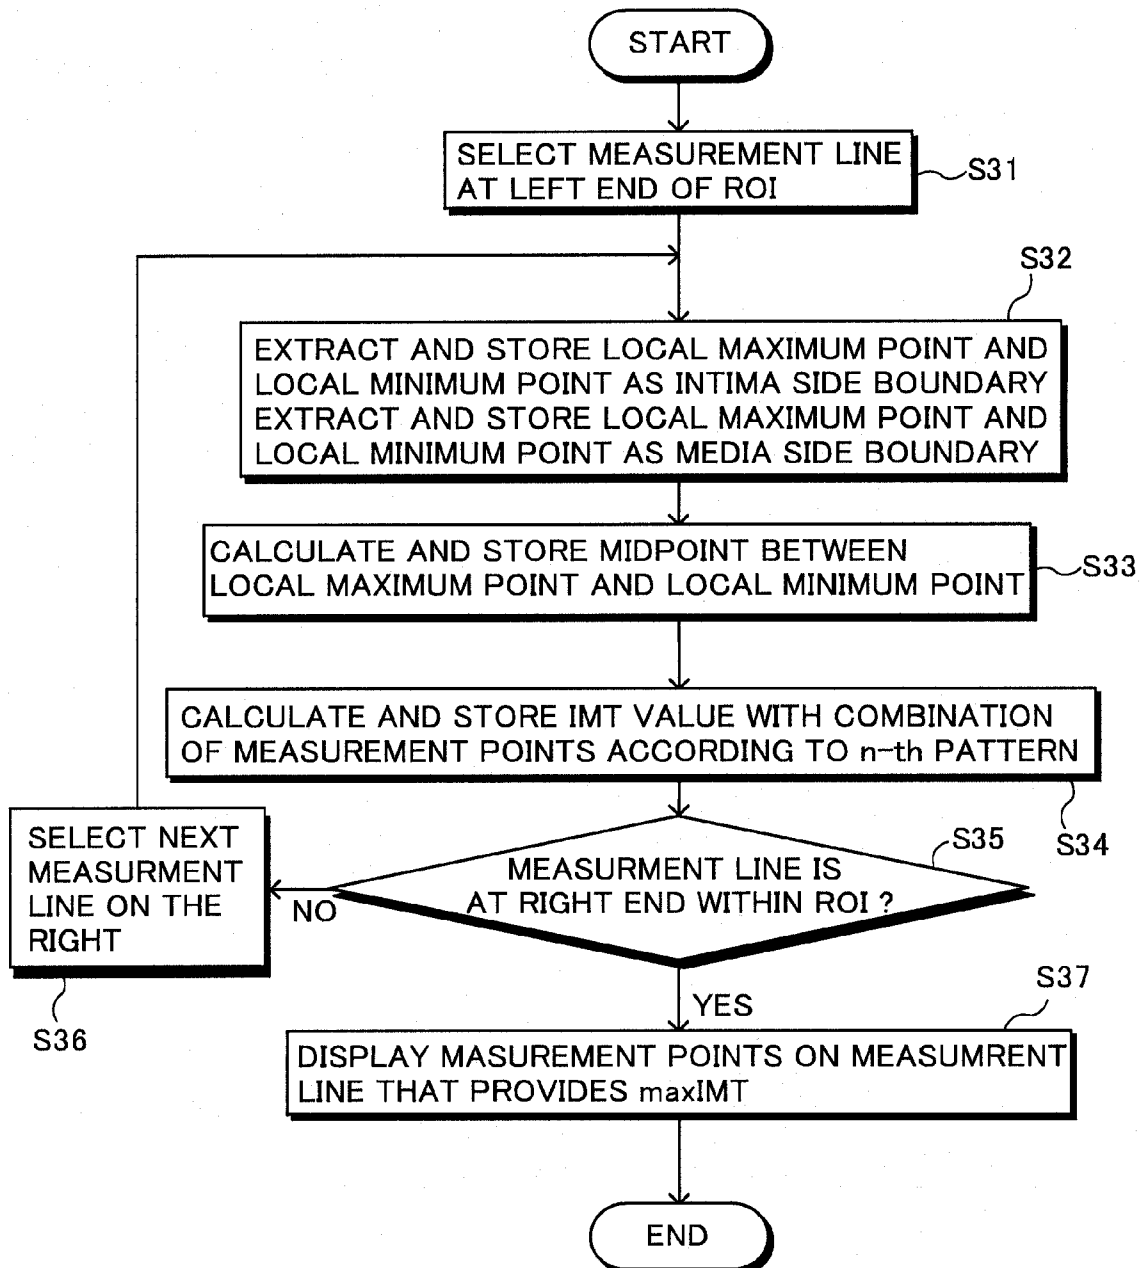 START
SELECT MEASUREMENT LINE
AT LEFT END OF ROI
S31
S32
EXTRACT AND STORE LOCAL MAXIMUM POINT AND
LOCAL MINIMUM POINT AS INTIMA SIDE BOUNDARY
EXTRACT AND STORE LOCAL MAXIMUM POINT AND
LOCAL MINIMUM POINT AS MEDIA SIDE BOUNDARY
CALCULATE AND STORE MIDPOINT BETWEEN
LOCAL MAXIMUM POINT AND LOCAL MINIMUM POINT
S33
CALCULATE AND STORE IMT VALUE WITH COMBINATION
OF MEASUREMENT POINTS ACCORDING TO n-th PATTERN
S34
S35
MEASURMENT LINE IS
AT RIGHT END WITHIN ROI ?
NO
SELECT NEXT
MEASURMENT
LINE ON THE
RIGHT
S36
YES
S37
DISPLAY MASUREMENT POINTS ON MEASUMRENT
LINE THAT PROVIDES maxIMT
END